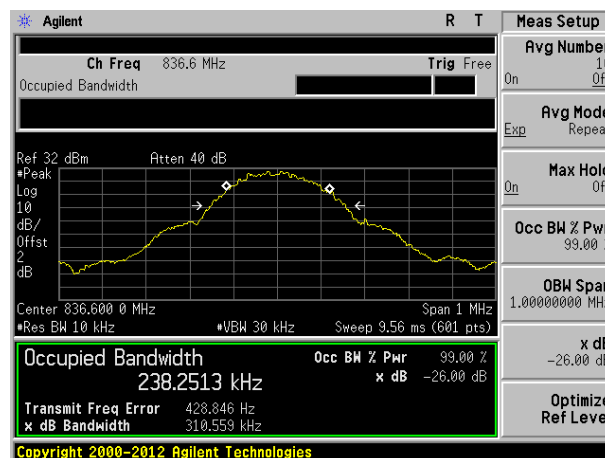 Agilent R T
Meas Setup
Ch Freq 836.6 MHz Trig Free
Occupied Bandwidth
Avg Number
On
Avg Mode
Exp
Max Hold
On
Occ BW % Pwr
99.00
OBW Span
1.00000000
x dB
-26.00
Optimize
Ref Level
Ref 32 dBm Atten 40 dB
#Peak
Log
10
dB/
Offst
2
dB
Center 836.600 0 MHz Span 1 MHz
#Res BW 10 kHz #VBW 30 kHz Sweep 9.56 ms (601 pts)
Occupied Bandwidth Occ BW % Pwr 99.00 %
238.2513 kHz x dB -26.00 dB
Transmit Freq Error 428.846 Hz
x dB Bandwidth 310.559 kHz
Copyright 2000-2012 Agilent Technologies